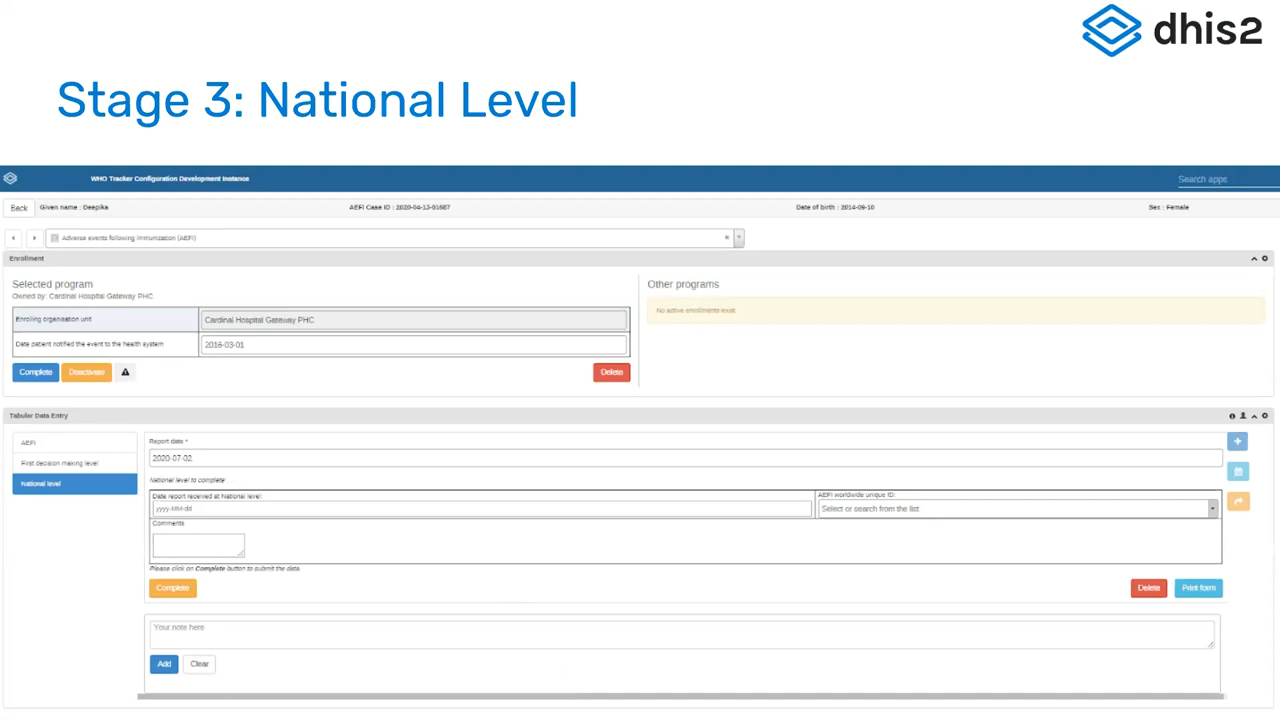 dhis2
Stage 3: National Level
WHO Tracker Configuration Development Instance
Search apps
Back
Given name : Deepika
AEFI Case ID : 2020-04-13-01687
Date of birth : 2014-09-10
Sex : Female
Adverse events following immunization (AEFI)
Enrollment
Selected program
Owned by: Cardinal Hospital Gateway PHC
Other programs
No active enrollments exist
Enrolling organisation unit
Cardinal Hospital Gateway PHC
Date patient notified the event to the health system
2016-03-01
Complete
Deactivate
Delete
Tabular Data Entry
AEFI
First decision making level
National level
Report date *
2020-07-02
National level to complete
Date report received at National level:
yyyy-MM-dd
AEFI worldwide unique ID:
Select or search from the list
Comments
Please click on Complete button to submit the data
Complete
Delete
Print form
Your note here
Add
Clear